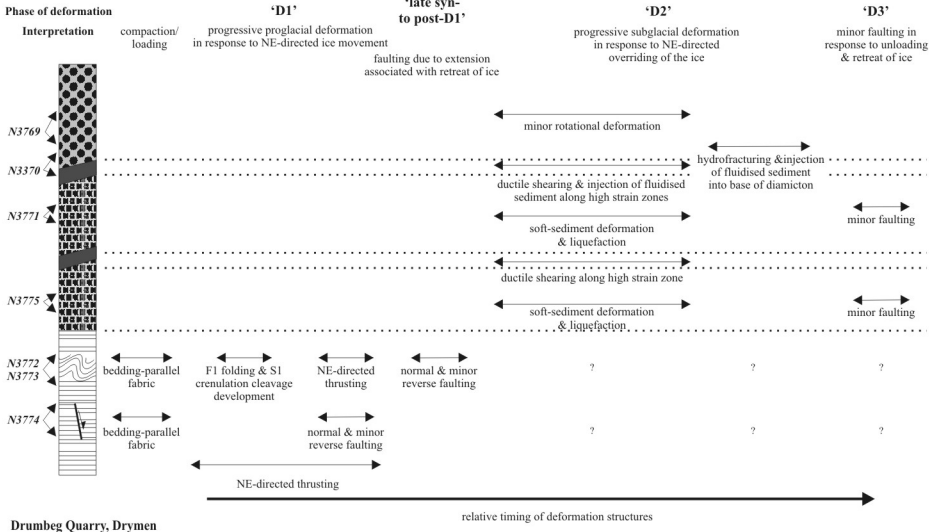 Phase of deformation
'D1'
'late syn-
to post-D1'
'D2'
'D3'
Interpretation
compaction/
loading
progressive proglacial deformation
in response to NE-directed ice movement
faulting due to extension
associated with retreat of ice
progressive subglacial deformation
in response to NE-directed
overriding of the ice
minor faulting in
response to unloading
& retreat of ice
N3769
minor rotational deformation
N3370
hydrofracturing &injection
of fluidised sediment
into base of diamicton
ductile shearing & injection of fluidised
sediment along high strain zones
N3771
minor faulting
soft-sediment deformation
& liquefaction
ductile shearing along high strain zone
N3775
minor faulting
soft-sediment deformation
& liquefaction
N3772
N3773
bedding-parallel
fabric
F1 folding & S1
crenulation cleavage
development
NE-directed
thrusting
normal & minor
reverse faulting
?
?
?
N3774
bedding-parallel
fabric
normal & minor
reverse faulting
?
?
?
NE-directed thrusting
relative timing of deformation structures
Drumbeg Quarry, Drymen